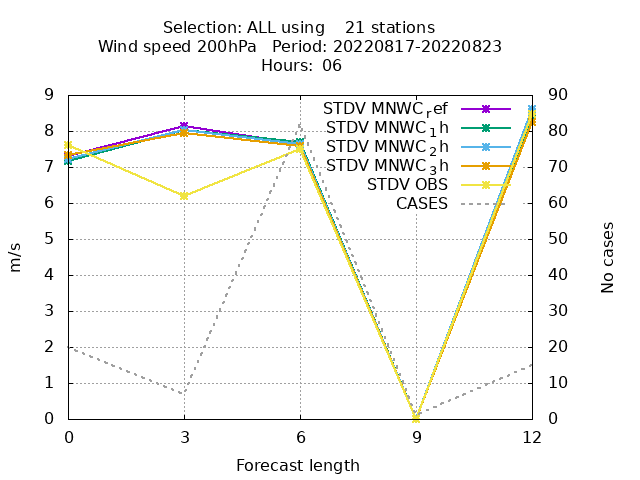 Selection: ALL using    21 stations
Wind speed 200hPa   Period: 20220817-20220823
Hours: 06
9 90
8 80
7 70
6 60
5 50
4 40
3 30
2 20
1 10
0 0
STDV MNWC_ref
STDV MNWC_1h
STDV MNWC_2h
STDV MNWC_3h
STDV OBS
CASES
m/s
No cases
0 3 6 9 12
Forecast length